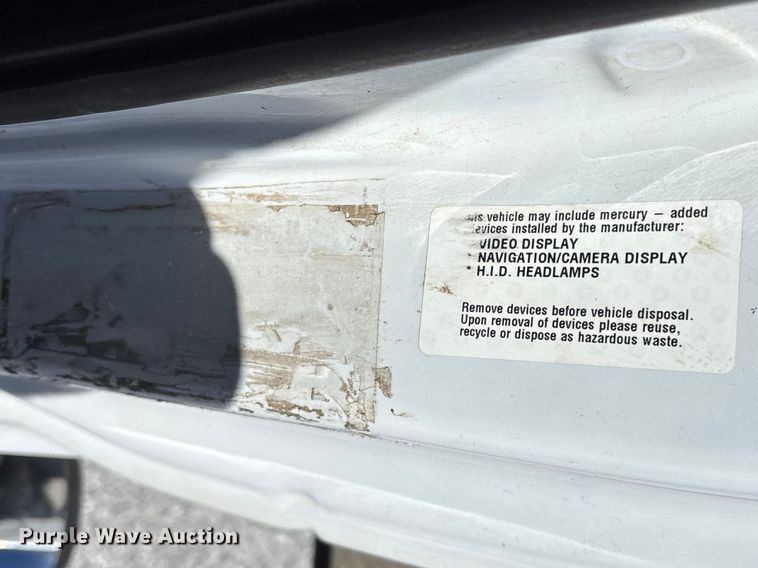 vehicle may include mercury — added
devices installed by the manufacturer:
* VIDEO DISPLAY
* NAVIGATION/CAMERA DISPLAY
* H.I.D. HEADLAMPS
Remove devices before vehicle disposal.
Upon removal of devices please reuse,
recycle or dispose as hazardous waste.
Purple Wave Auction